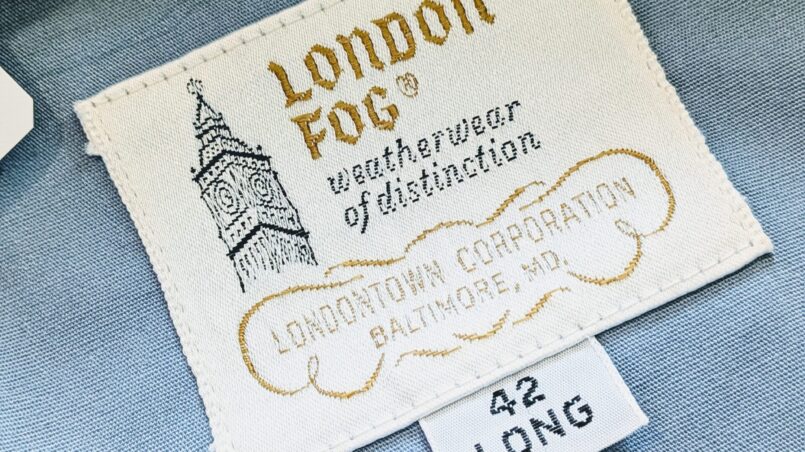 LONDON
FOG®
weatherwear
of distinction
LONDONTOWN CORPORATION
BALTIMORE, MD.
42
LONG